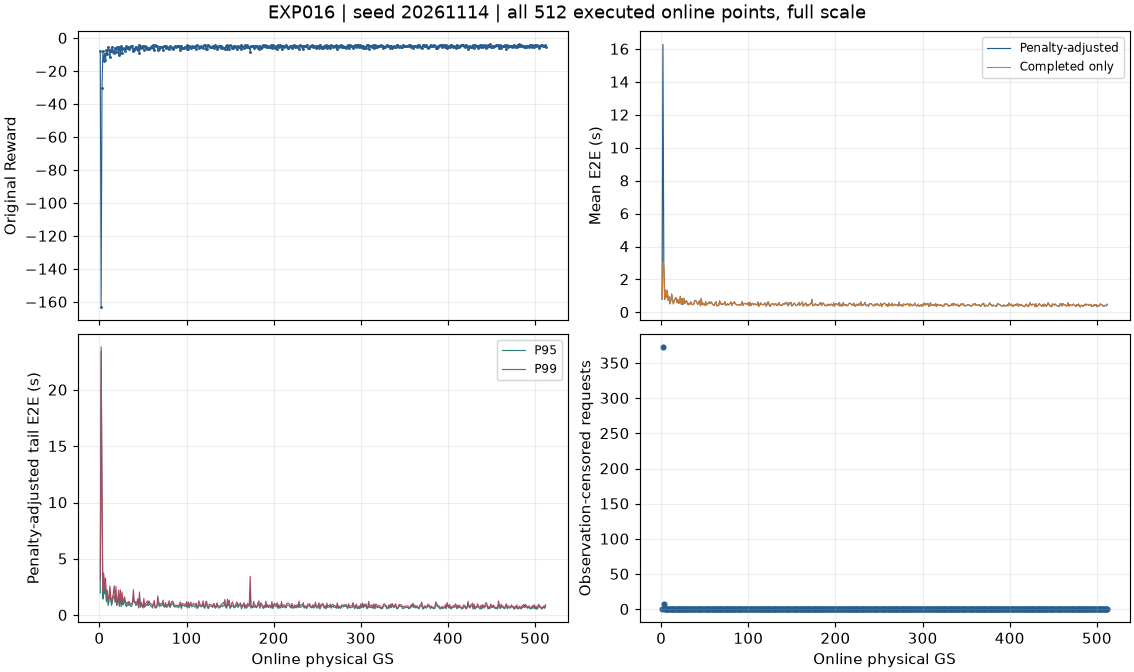 EXP016 | seed 20261114 | all 512 executed online points, full scale
Original Reward
0
−20
−40
−60
−80
−100
−120
−140
−160
Mean E2E (s)
16
14
12
10
8
6
4
2
0
Penalty-adjusted
Completed only
Penalty-adjusted tail E2E (s)
20
15
10
5
0
P95
P99
0 100 200 300 400 500
Online physical GS
Observation-censored requests
350
300
250
200
150
100
50
0
0 100 200 300 400 500
Online physical GS